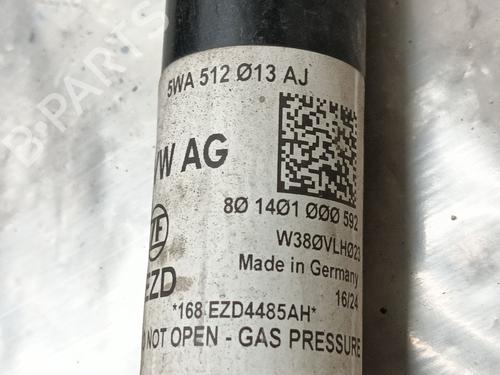 5WA 512 Ø13 AJ
VW AG
8Ø 14Ø1 ØØØ 592
W38ØVLHØ23
Made in Germany
16/24
ZF
EZD
*168 EZD4485AH*
NOT OPEN - GAS PRESSURE
B-PARTS